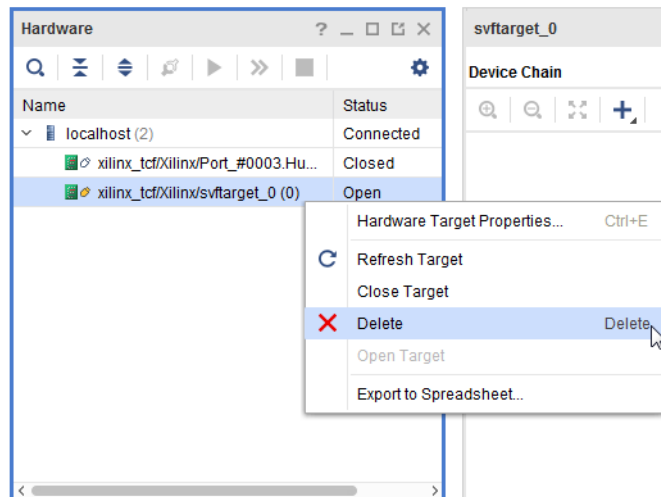 Hardware
svftarget_0
Device Chain
Name Status
localhost (2) Connected
xilinx_tcf/Xilinx/Port_#0003.Hu... Closed
xilinx_tcf/Xilinx/svftarget_0 (0) Open
Hardware Target Properties... Ctrl+E
Refresh Target
Close Target
Delete Delete
Open Target
Export to Spreadsheet...